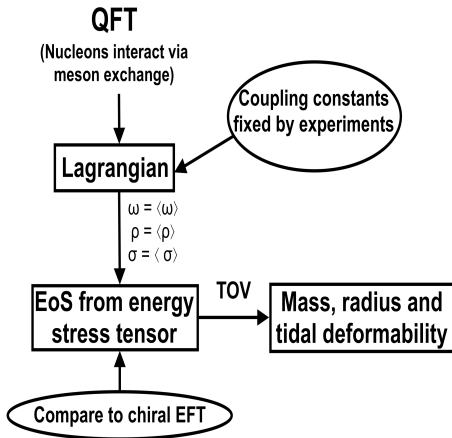 QFT
(Nucleons interact via
meson exchange)
Coupling constants
fixed by experiments
Lagrangian
ω = ⟨ω⟩
ρ = ⟨ρ⟩
σ = ⟨ σ⟩
EoS from energy
stress tensor
TOV
Mass, radius and
tidal deformability
Compare to chiral EFT